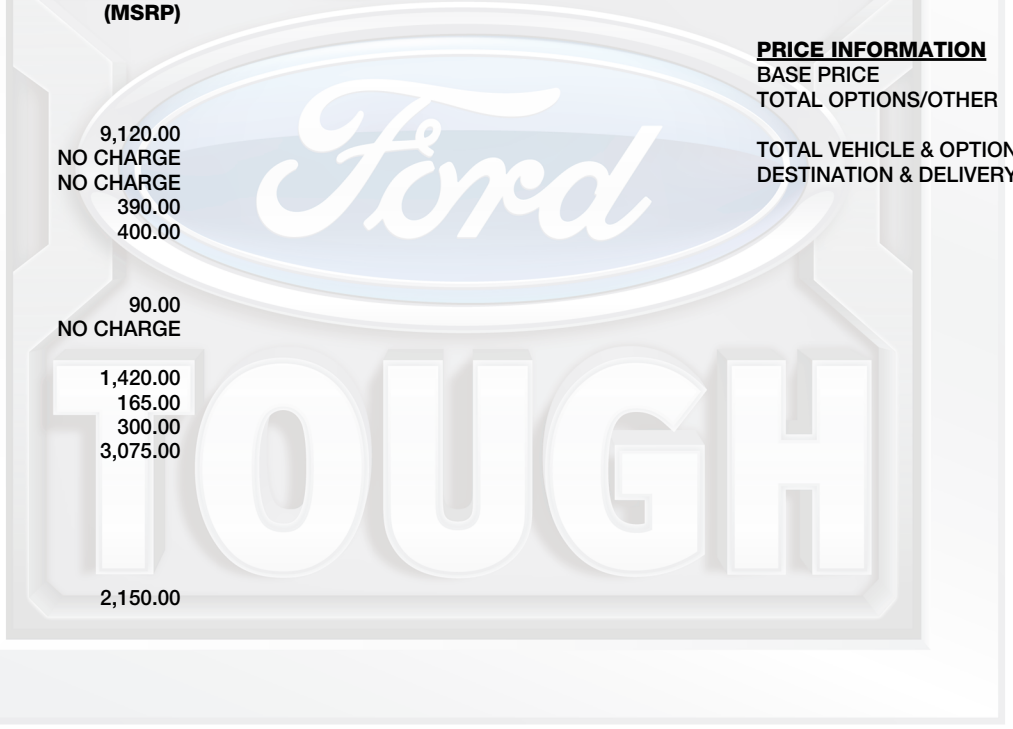 (MSRP)
9,120.00
NO CHARGE
NO CHARGE
390.00
400.00
90.00
NO CHARGE
1,420.00
165.00
300.00
3,075.00
2,150.00
PRICE INFORMATION
BASE PRICE
TOTAL OPTIONS/OTHER
TOTAL VEHICLE & OPTION
DESTINATION & DELIVERY
Ford
TOUGH